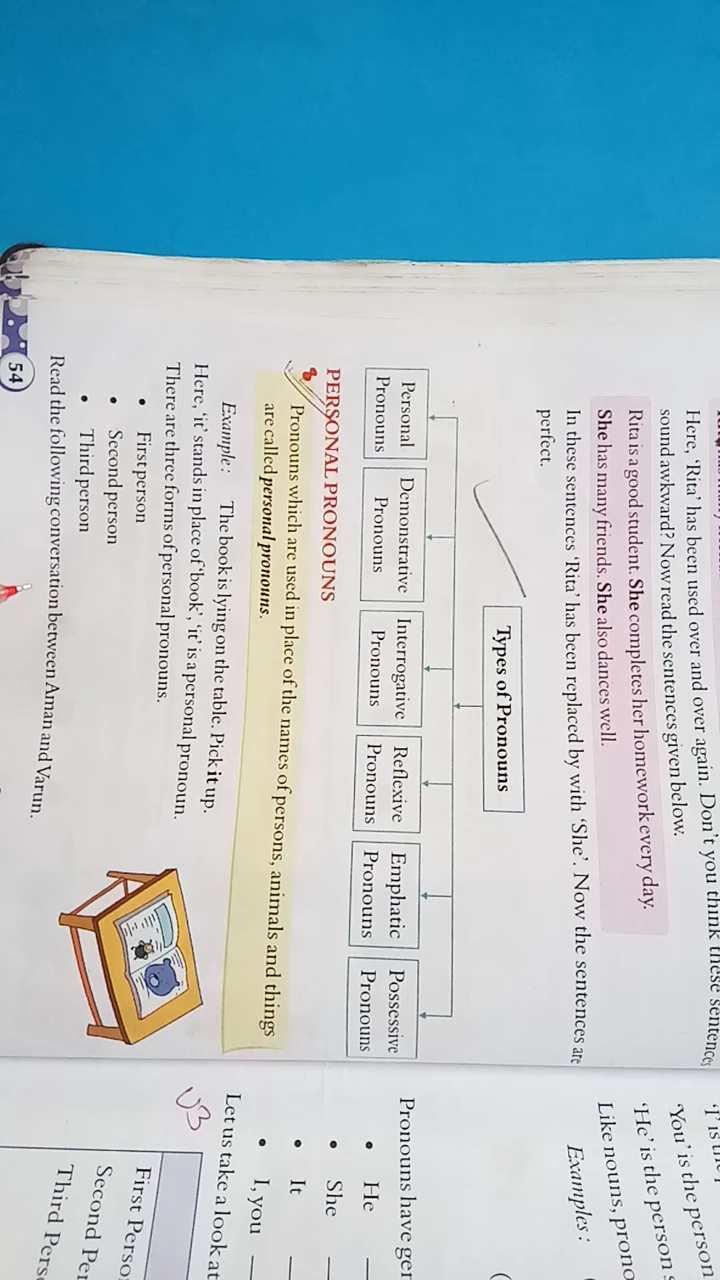 Here, 'Rita' has been used over and over again. Don't you think these sentences
sound awkward? Now read the sentences given below.
Rita is a good student. She completes her homework every day.
She has many friends. She also dances well.
In these sentences 'Rita' has been replaced by with 'She'. Now the sentences are
perfect.
Types of Pronouns
Personal Pronouns
Demonstrative Pronouns
Interrogative Pronouns
Reflexive Pronouns
Emphatic Pronouns
Possessive Pronouns
PERSONAL PRONOUNS
Pronouns which are used in place of the names of persons, animals and things
are called personal pronouns.
Example: The book is lying on the table. Pick it up.
Here, 'it' stands in place of 'book', 'it' is a personal pronoun.
There are three forms of personal pronouns.
• First person
• Second person
• Third person
Read the following conversation between Aman and Varun.
54
'You' is the person
'He' is the person
Like nouns, prono
Examples :
Pronouns have ger
• He
• She
• It
• I, you
Let us take a look at
First Perso
Second Per
Third Pers